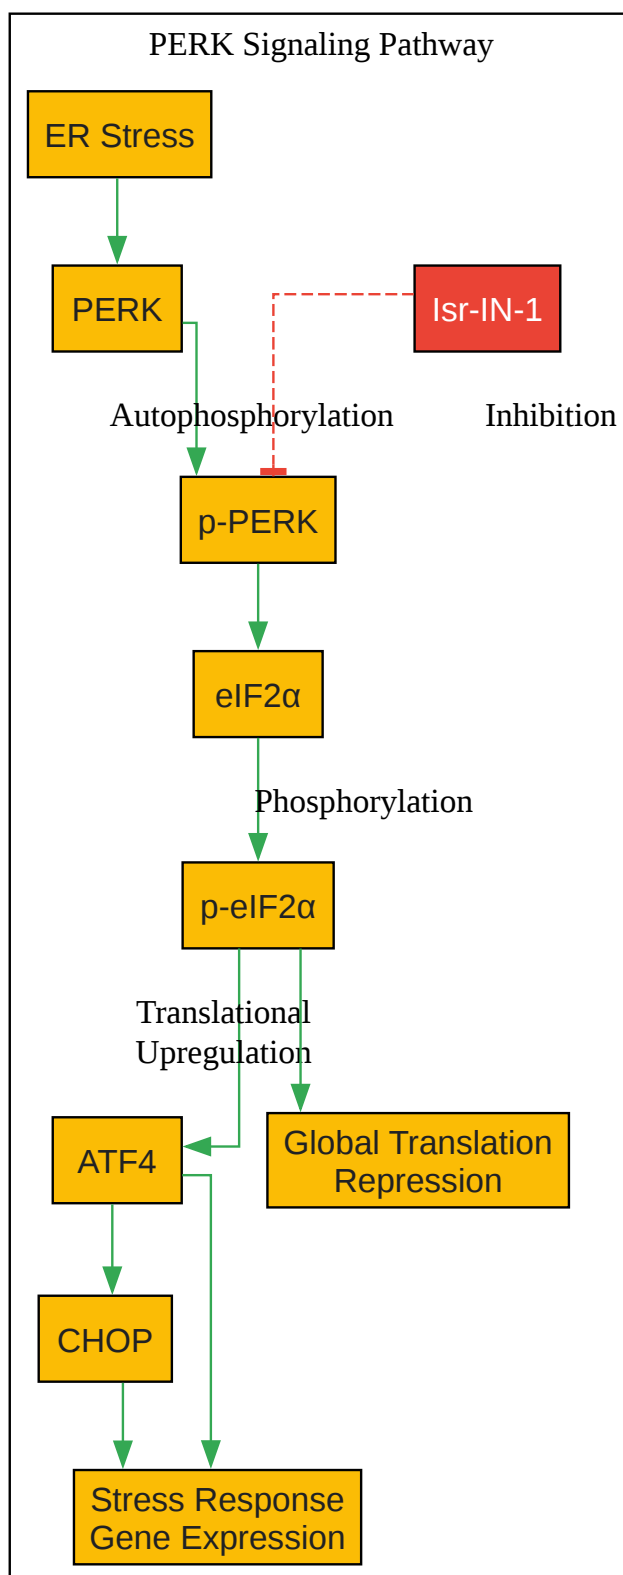 PERK Signaling Pathway
ER Stress
PERK
Isr-IN-1
Autophosphorylation
Inhibition
p-PERK
eIF2α
Phosphorylation
p-eIF2α
Translational
Upregulation
ATF4
Global Translation
Repression
CHOP
Stress Response
Gene Expression